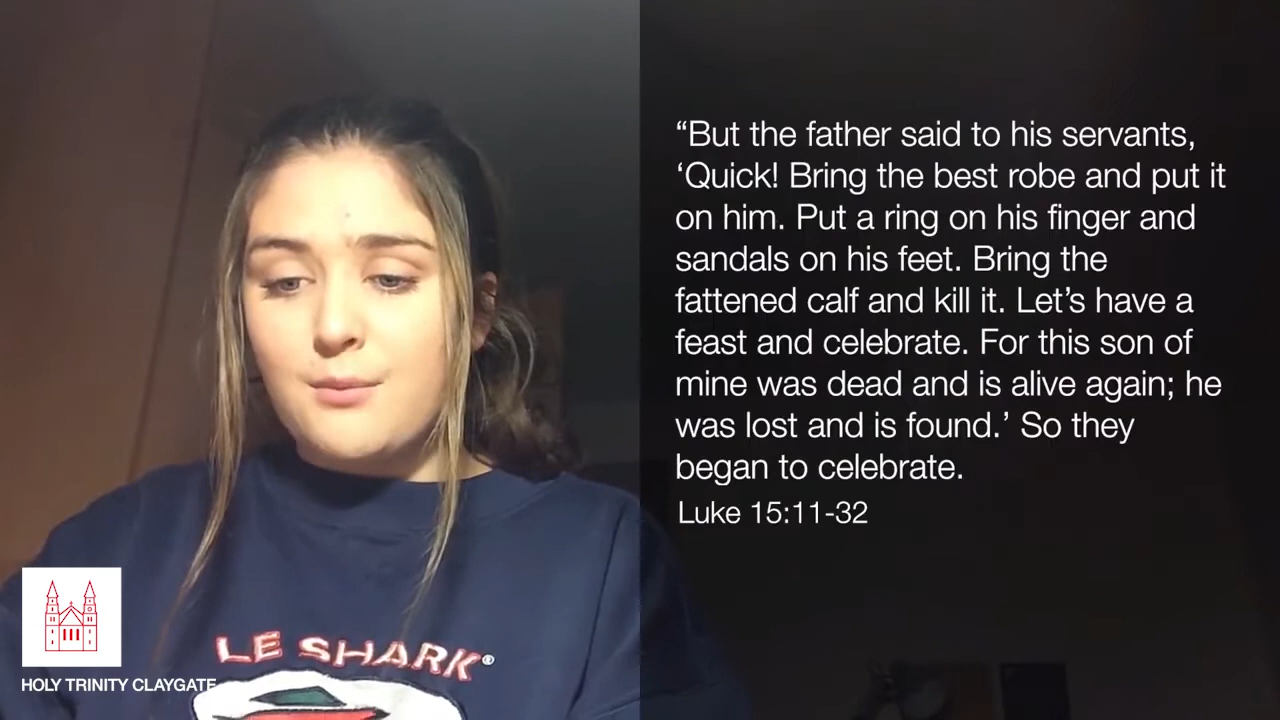 “But the father said to his servants,
‘Quick! Bring the best robe and put it
on him. Put a ring on his finger and
sandals on his feet. Bring the
fattened calf and kill it. Let’s have a
feast and celebrate. For this son of
mine was dead and is alive again; he
was lost and is found.’ So they
began to celebrate.
Luke 15:11-32
LE SHARK®
HOLY TRINITY CLAYGATE